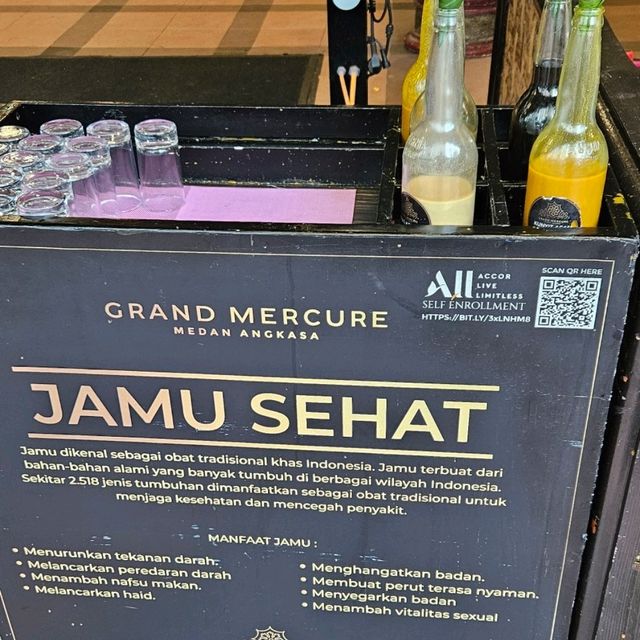 GRAND MERCURE
MEDAN ANGKASA
ALL ACCOR LIVE LIMITLESS
SELF ENROLLMENT
HTTPS://BIT.LY/3XLNHM8
SCAN QR HERE
JAMU SEHAT
Jamu dikenal sebagai obat tradisional khas Indonesia. Jamu terbuat dari
bahan-bahan alami yang banyak tumbuh di berbagai wilayah Indonesia.
Sekitar 2.518 jenis tumbuhan dimanfaatkan sebagai obat tradisional untuk
menjaga kesehatan dan mencegah penyakit.
MANFAAT JAMU :
• Menurunkan tekanan darah.
• Melancarkan peredaran darah
• Menambah nafsu makan.
• Melancarkan haid.
• Menghangatkan badan.
• Membuat perut terasa nyaman.
• Menyegarkan badan
• Menambah vitalitas sexual